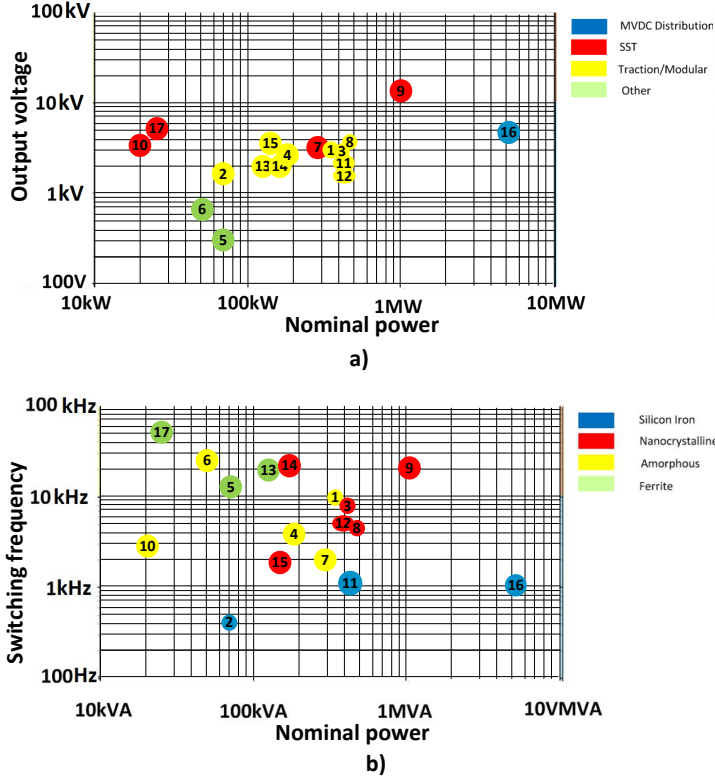 100kV
10kV
1kV
100V
Output voltage
9
17
10
16
15
7
1
3
8
4
11
13
14
12
2
6
5
10kW
100kW
1MW
10MW
Nominal power
MVDC Distribution
SST
Traction/Modular
Other
a)
100 kHz
10kHz
1kHz
100Hz
Switching frequency
17
6
13
14
9
5
1
3
12
8
4
10
15
7
11
16
2
10kVA
100kVA
1MVA
10VMVA
Nominal power
Silicon Iron
Nanocrystalline
Amorphous
Ferrite
b)